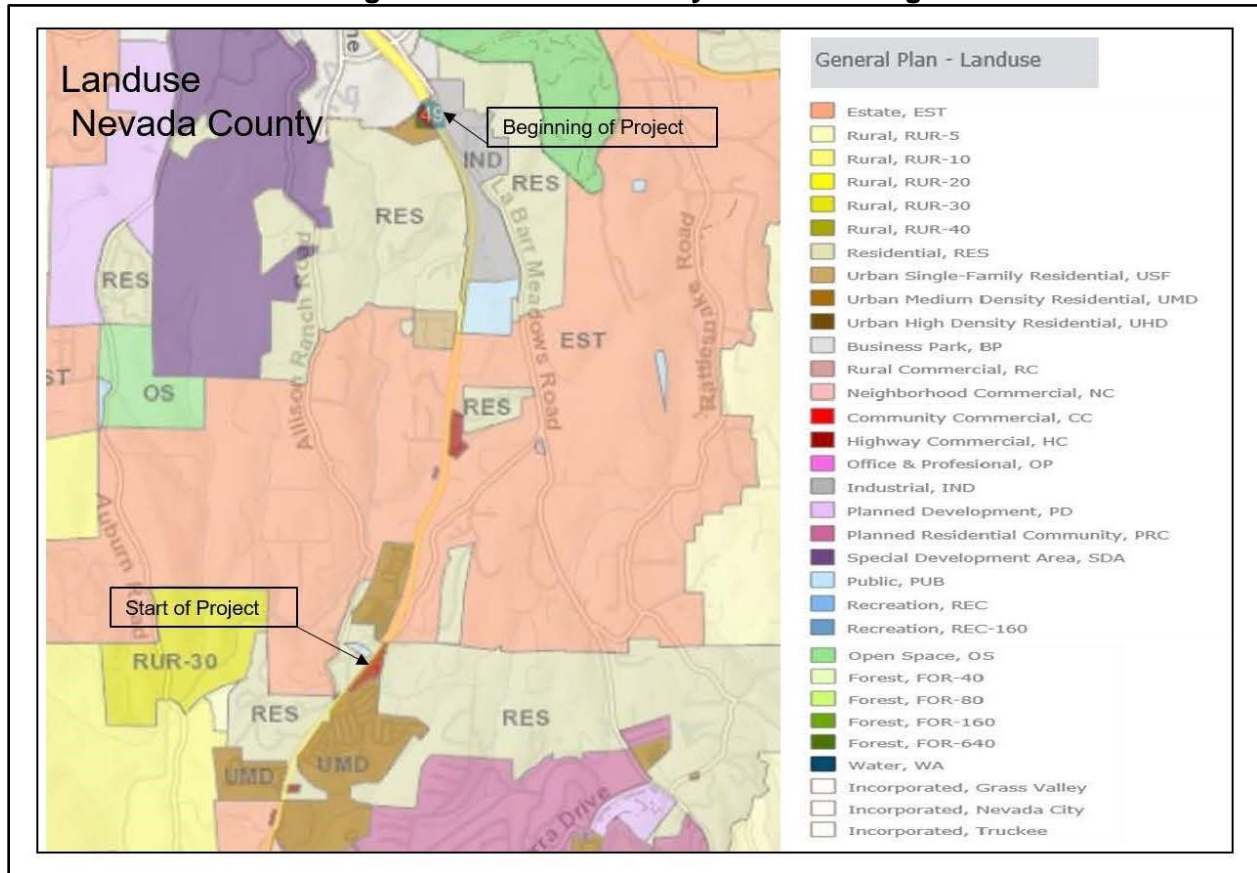 Landuse
Nevada County
49
Beginning of Project
IND
RES
RES
La Barr Meadows Road
Rattlesnake Road
Allison Ranch Road
RES
EST
OS
RES
Auburn Road
Start of Project
RUR-30
RES
RES
UMD
UMD
General Plan - Landuse
Estate, EST
Rural, RUR-5
Rural, RUR-10
Rural, RUR-20
Rural, RUR-30
Rural, RUR-40
Residential, RES
Urban Single-Family Residential, USF
Urban Medium Density Residential, UMD
Urban High Density Residential, UHD
Business Park, BP
Rural Commercial, RC
Neighborhood Commercial, NC
Community Commercial, CC
Highway Commercial, HC
Office & Profesional, OP
Industrial, IND
Planned Development, PD
Planned Residential Community, PRC
Special Development Area, SDA
Public, PUB
Recreation, REC
Recreation, REC-160
Open Space, OS
Forest, FOR-40
Forest, FOR-80
Forest, FOR-160
Forest, FOR-640
Water, WA
Incorporated, Grass Valley
Incorporated, Nevada City
Incorporated, Truckee